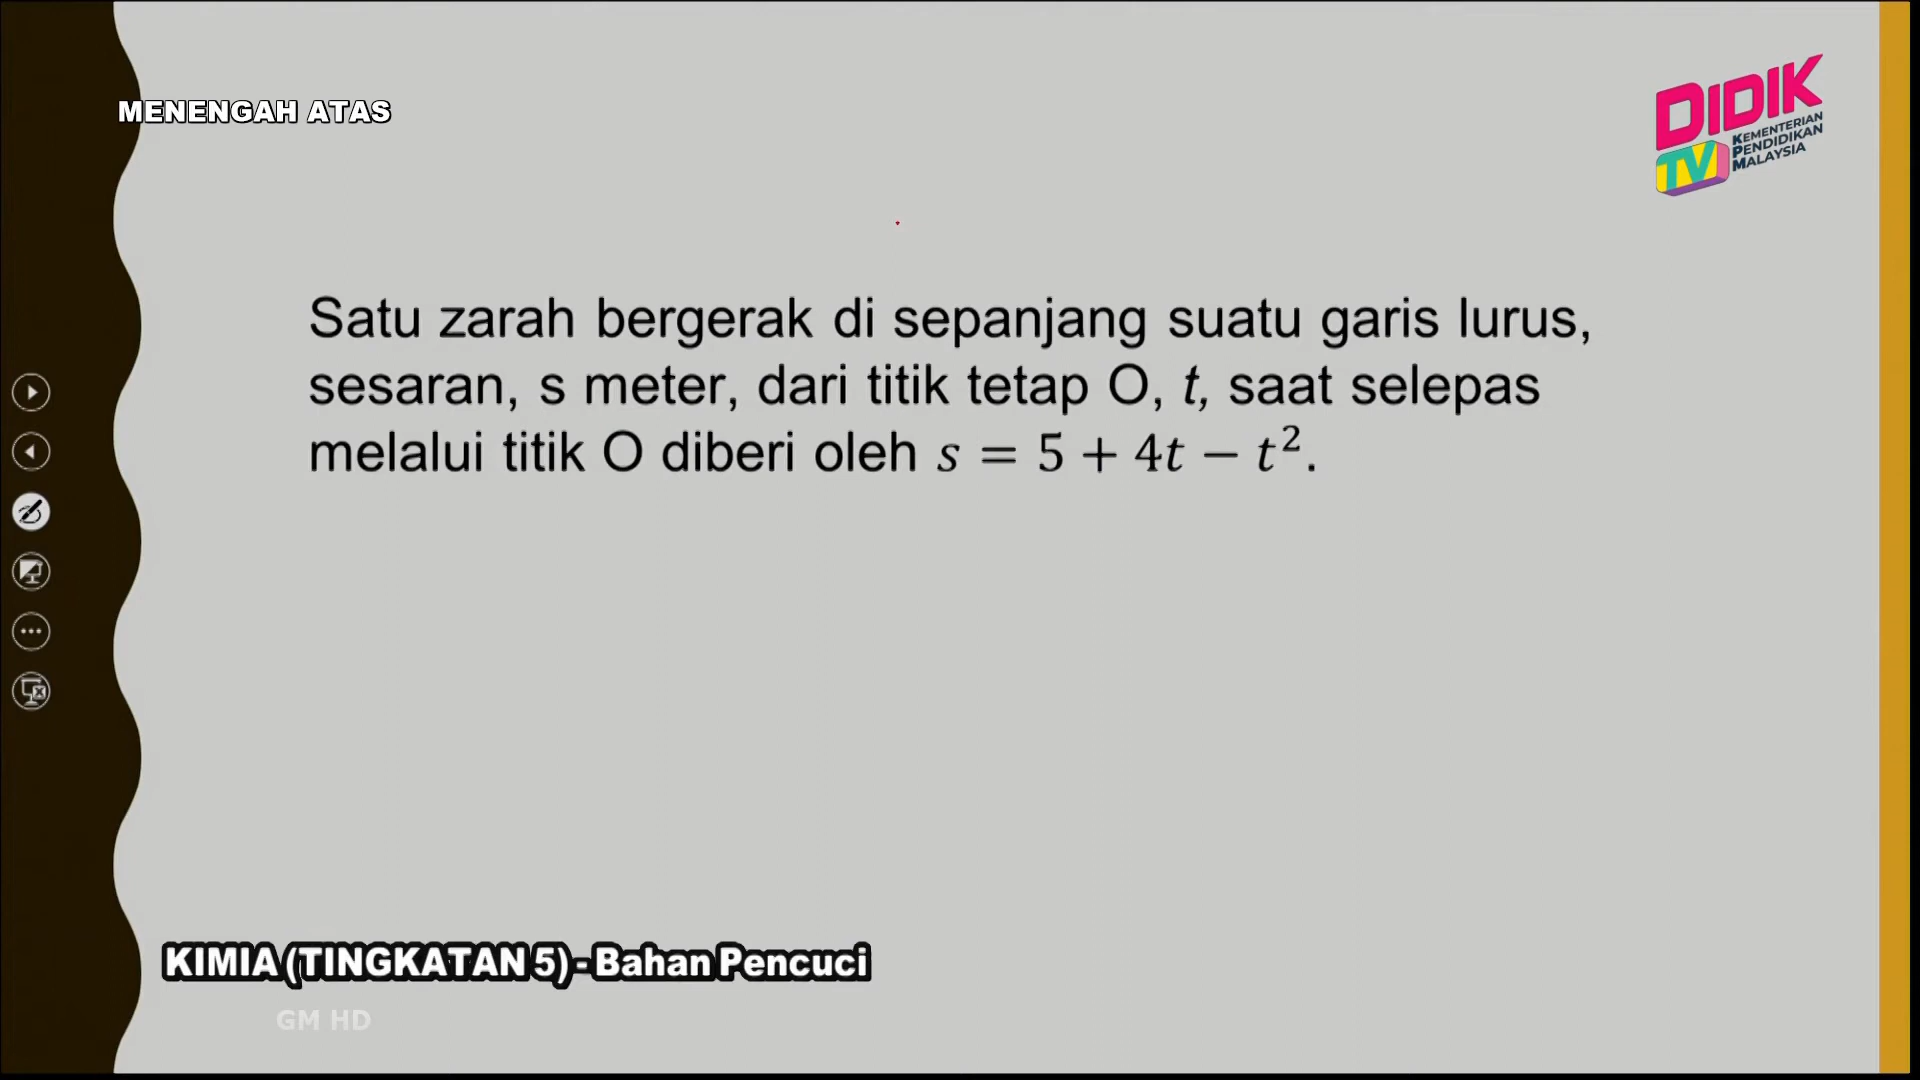 MENENGAH ATAS
DIDIK
TV
KEMENTERIAN
PENDIDIKAN
MALAYSIA
Satu zarah bergerak di sepanjang suatu garis lurus,
sesaran, s meter, dari titik tetap O, t, saat selepas
melalui titik O diberi oleh s = 5 + 4t − t².
KIMIA (TINGKATAN 5) - Bahan Pencuci
GM HD